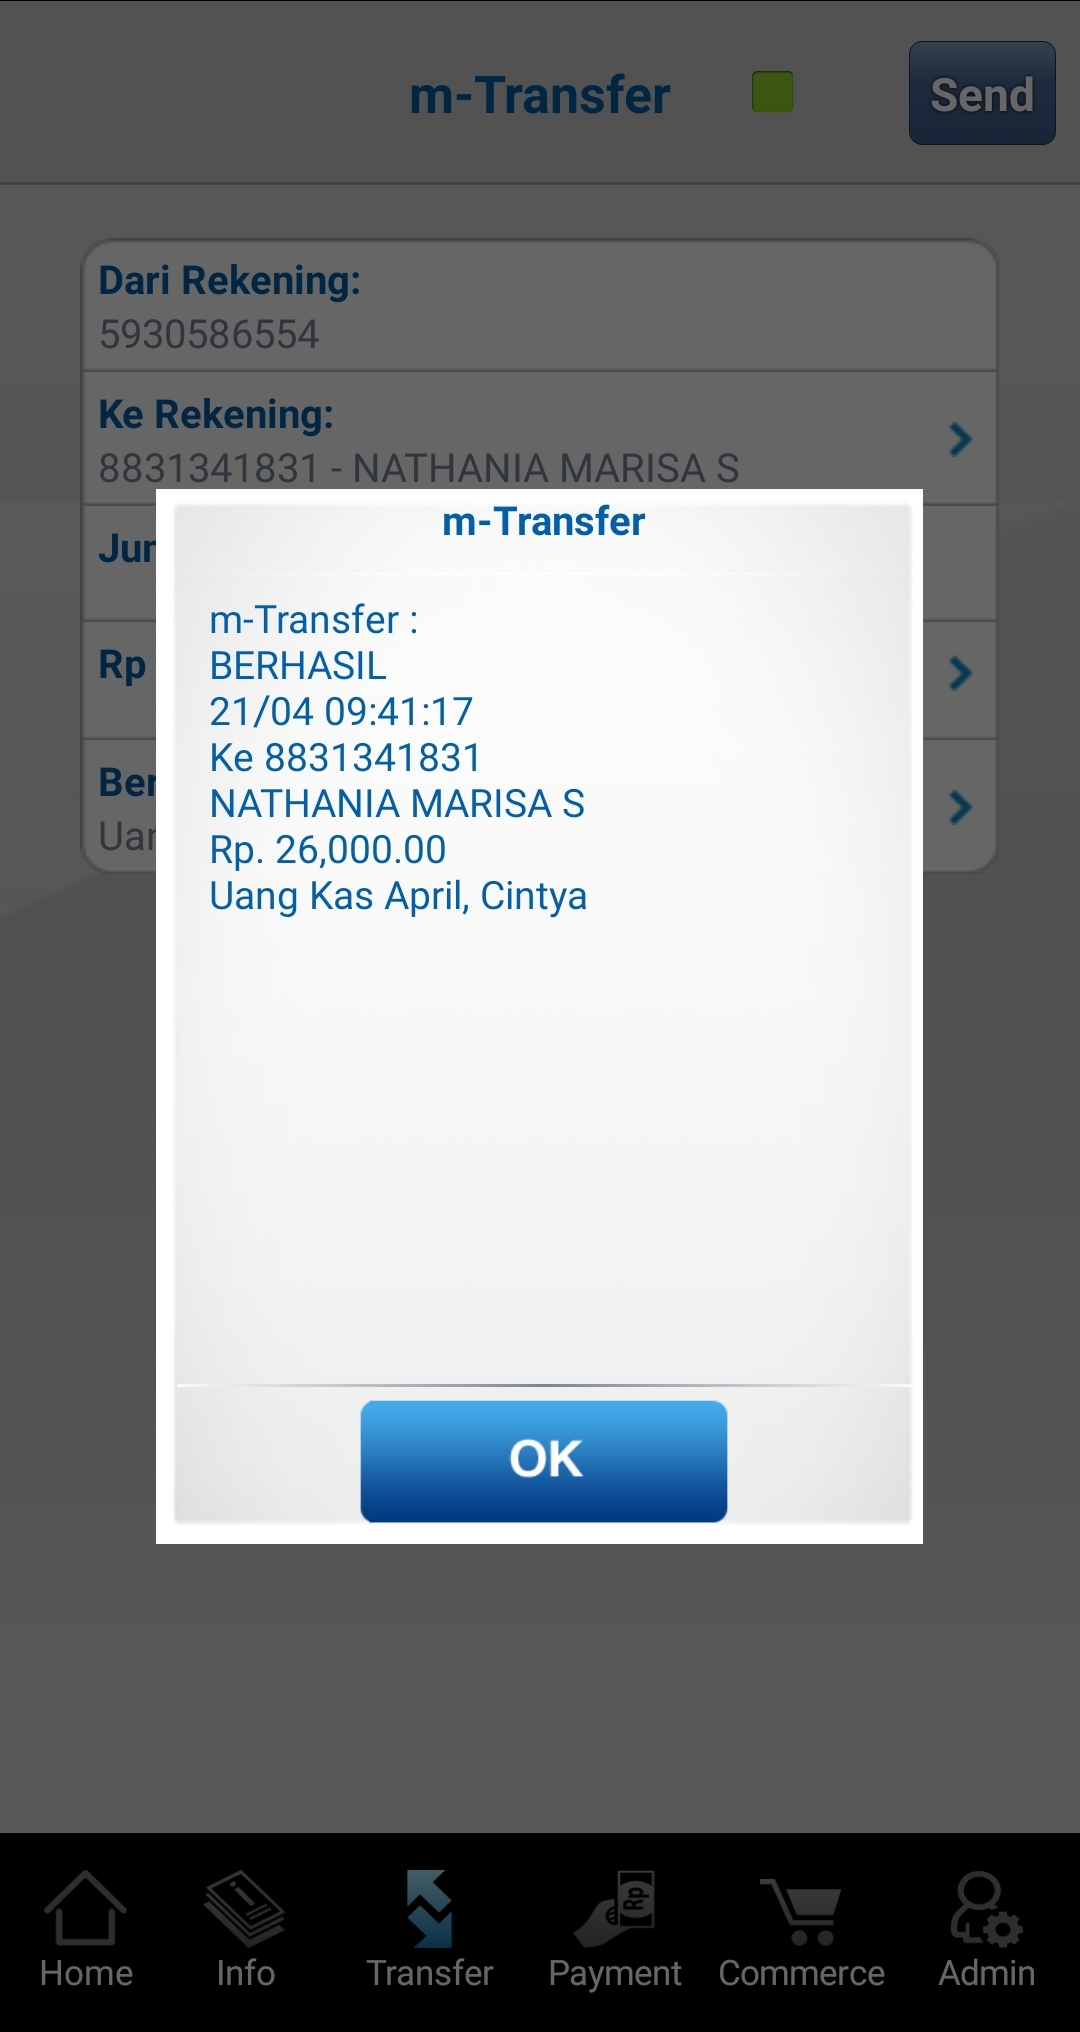 m-Transfer
Send
Dari Rekening:
5930586554
Ke Rekening:
8831341831 - NATHANIA MARISA S
Jur
Rp
Ber
Uar
m-Transfer
m-Transfer :
BERHASIL
21/04 09:41:17
Ke 8831341831
NATHANIA MARISA S
Rp. 26,000.00
Uang Kas April, Cintya
OK
Home
Info
Transfer
Payment
Commerce
Admin